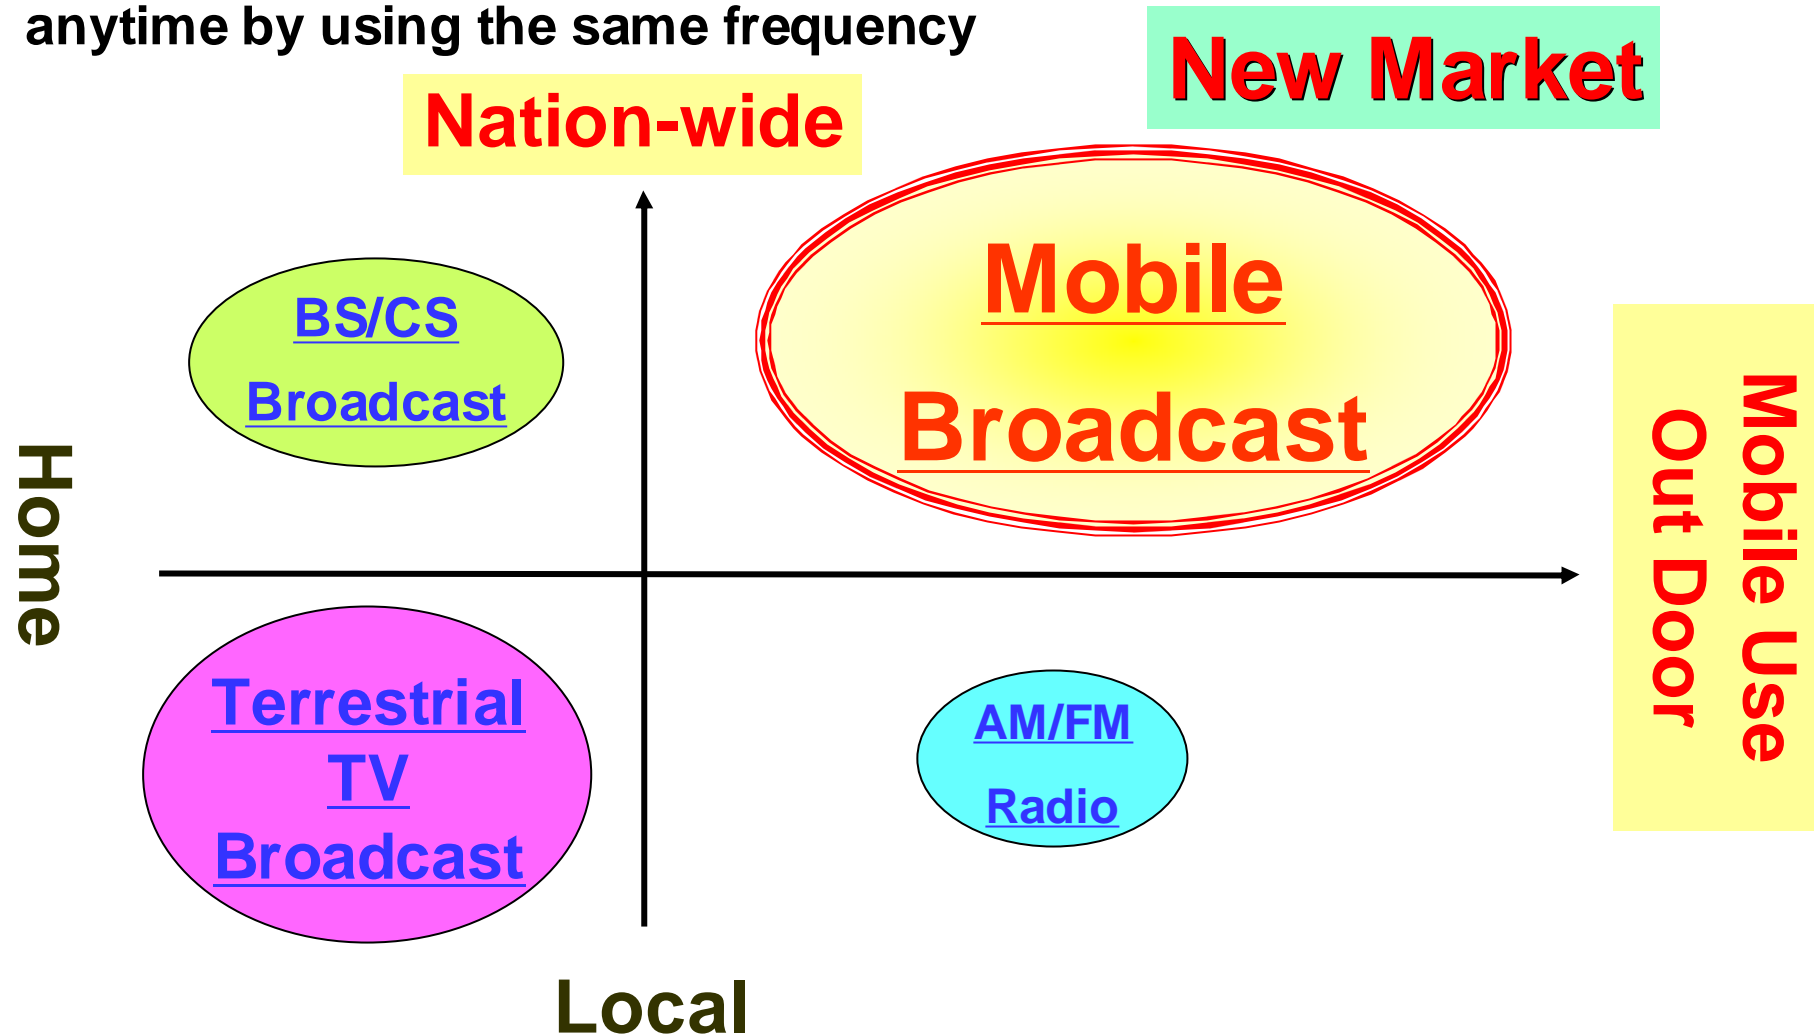 anytime by using the same frequency
New Market
Nation-wide
Mobile
Broadcast
BS/CS
Broadcast
Home
Mobile Use
Out Door
Terrestrial
TV
Broadcast
AM/FM
Radio
Local